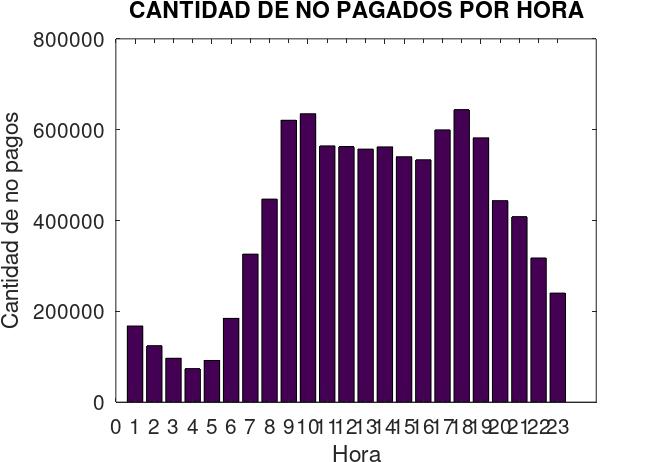 CANTIDAD DE NO PAGADOS POR HORA
800000
600000
400000
200000
0
Cantidad de no pagos
0 1 2 3 4 5 6 7 8 9 10 11 12 13 14 15 16 17 18 19 20 21 22 23
Hora